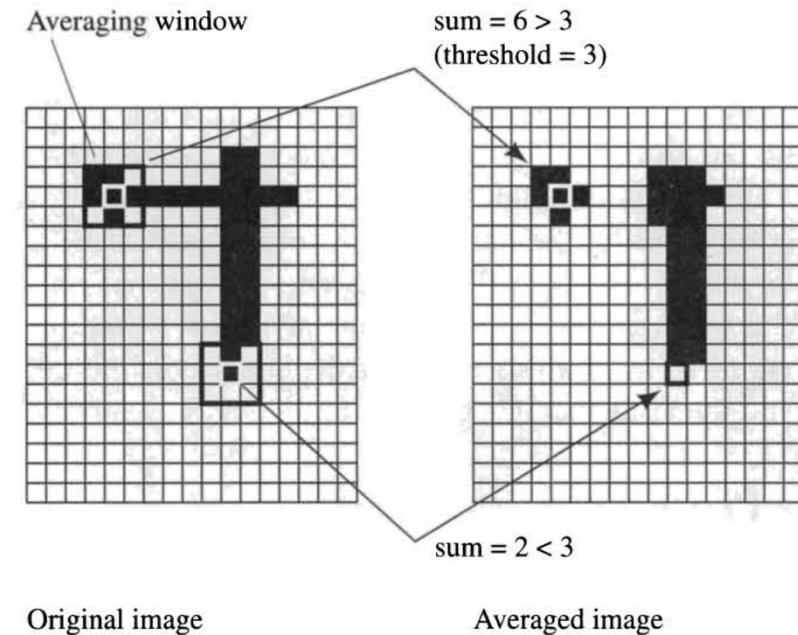 Averaging window
sum = 6 > 3
(threshold = 3)
sum = 2 < 3
Original image
Averaged image